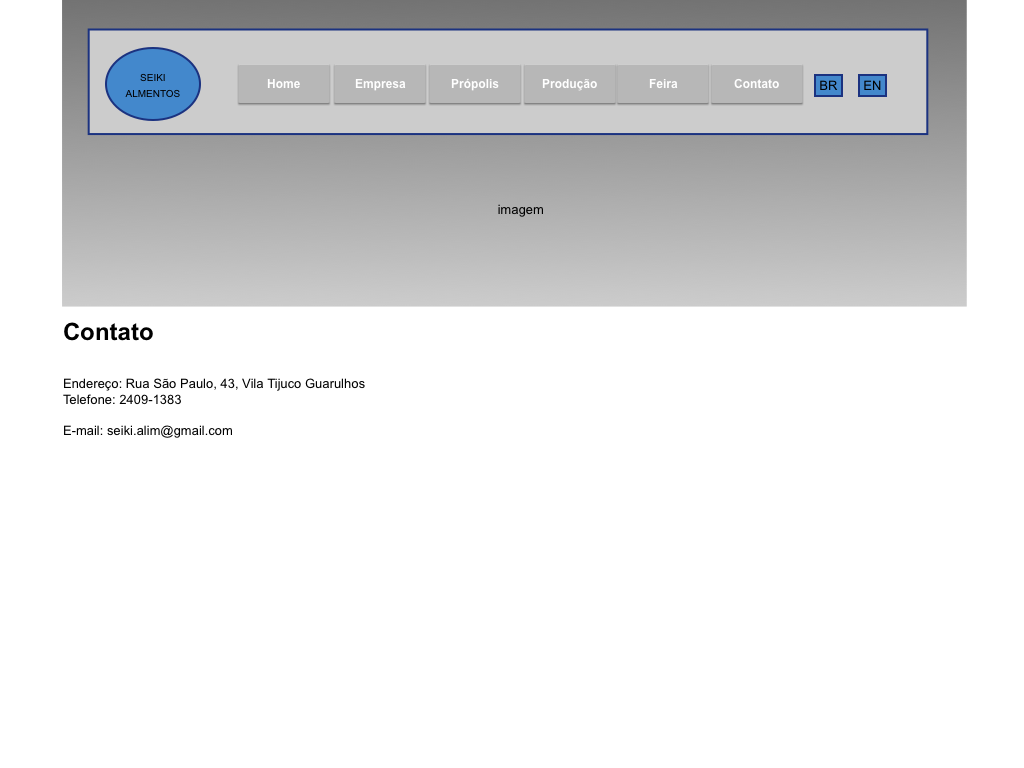 SEIKI
ALMENTOS
Home Empresa Própolis Produção Feira Contato BR EN
imagem
Contato
Endereço: Rua São Paulo, 43, Vila Tijuco Guarulhos
Telefone: 2409-1383
E-mail: seiki.alim@gmail.com